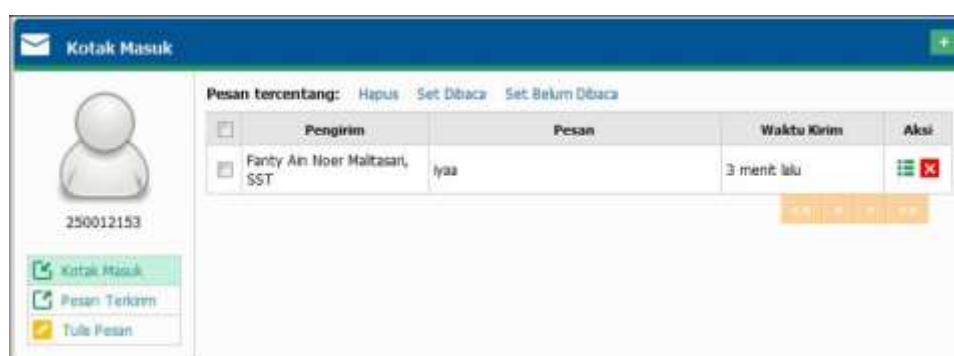 Kotak Masuk
Pesan tercentang: Hapus Set Dibaca Set Belum Dibaca
Pengirim Pesan Waktu Kirim Aksi
Fanty Ain Noer Malitasari,
SST
iyaa
3 menit lalu
250012153
Kotak Masuk
Pesan Terkirim
Tulis Pesan